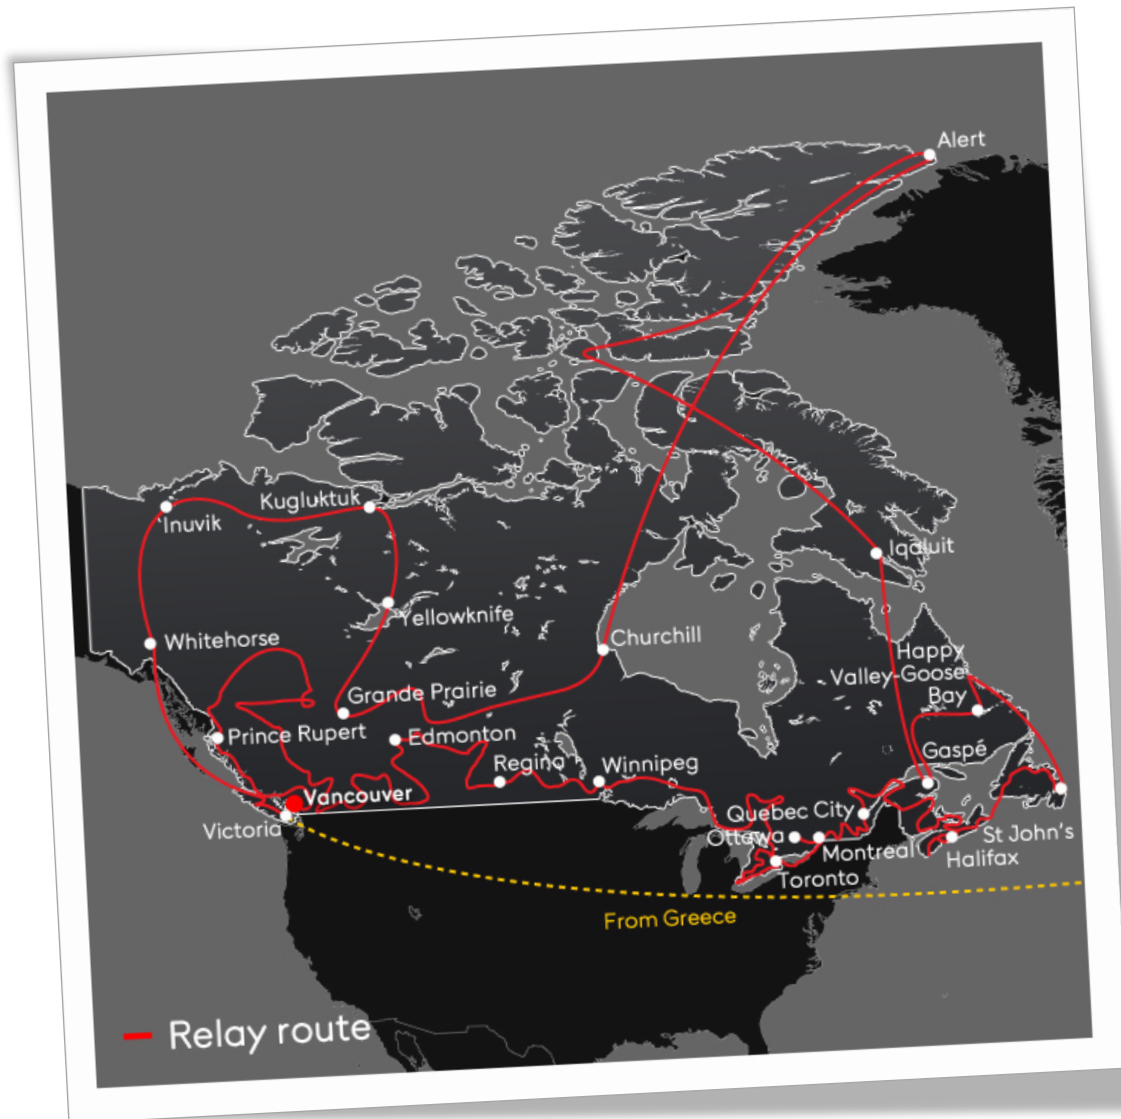 Alert
Kugluktuk
Inuvik
Iqaluit
Yellowknife
Whitehorse
Churchill
Happy
Valley-Goose
Bay
Grande Prairie
Prince Rupert
Edmonton
Gaspé
Regina
Winnipeg
Vancouver
Quebec City
Victoria
Ottawa
St John's
Montreal
Halifax
Toronto
From Greece
Relay route